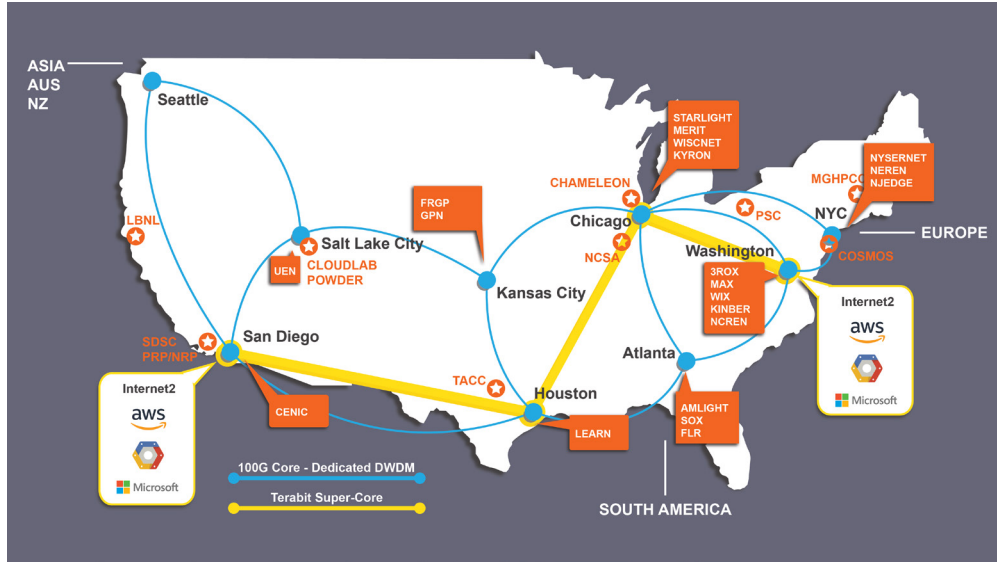 ASIA
AUS
NZ
Seattle
STARLIGHT
MERIT
WISCNET
KYRON
NYSERNET
NEREN
NJEDGE
MGHPCC
CHAMELEON
FRGP
GPN
LBNL
Chicago
PSC
NYC
EUROPE
Salt Lake City
UEN
CLOUDLAB
POWDER
NCSA
Washington
COSMOS
3ROX
MAX
WIX
KINBER
NCREN
Kansas City
Internet2
aws
Microsoft
SDSC
PRP/NRP
San Diego
Atlanta
TACC
Houston
Internet2
aws
Microsoft
CENIC
LEARN
AMLIGHT
SOX
FLR
100G Core - Dedicated DWDM
Terabit Super-Core
SOUTH AMERICA